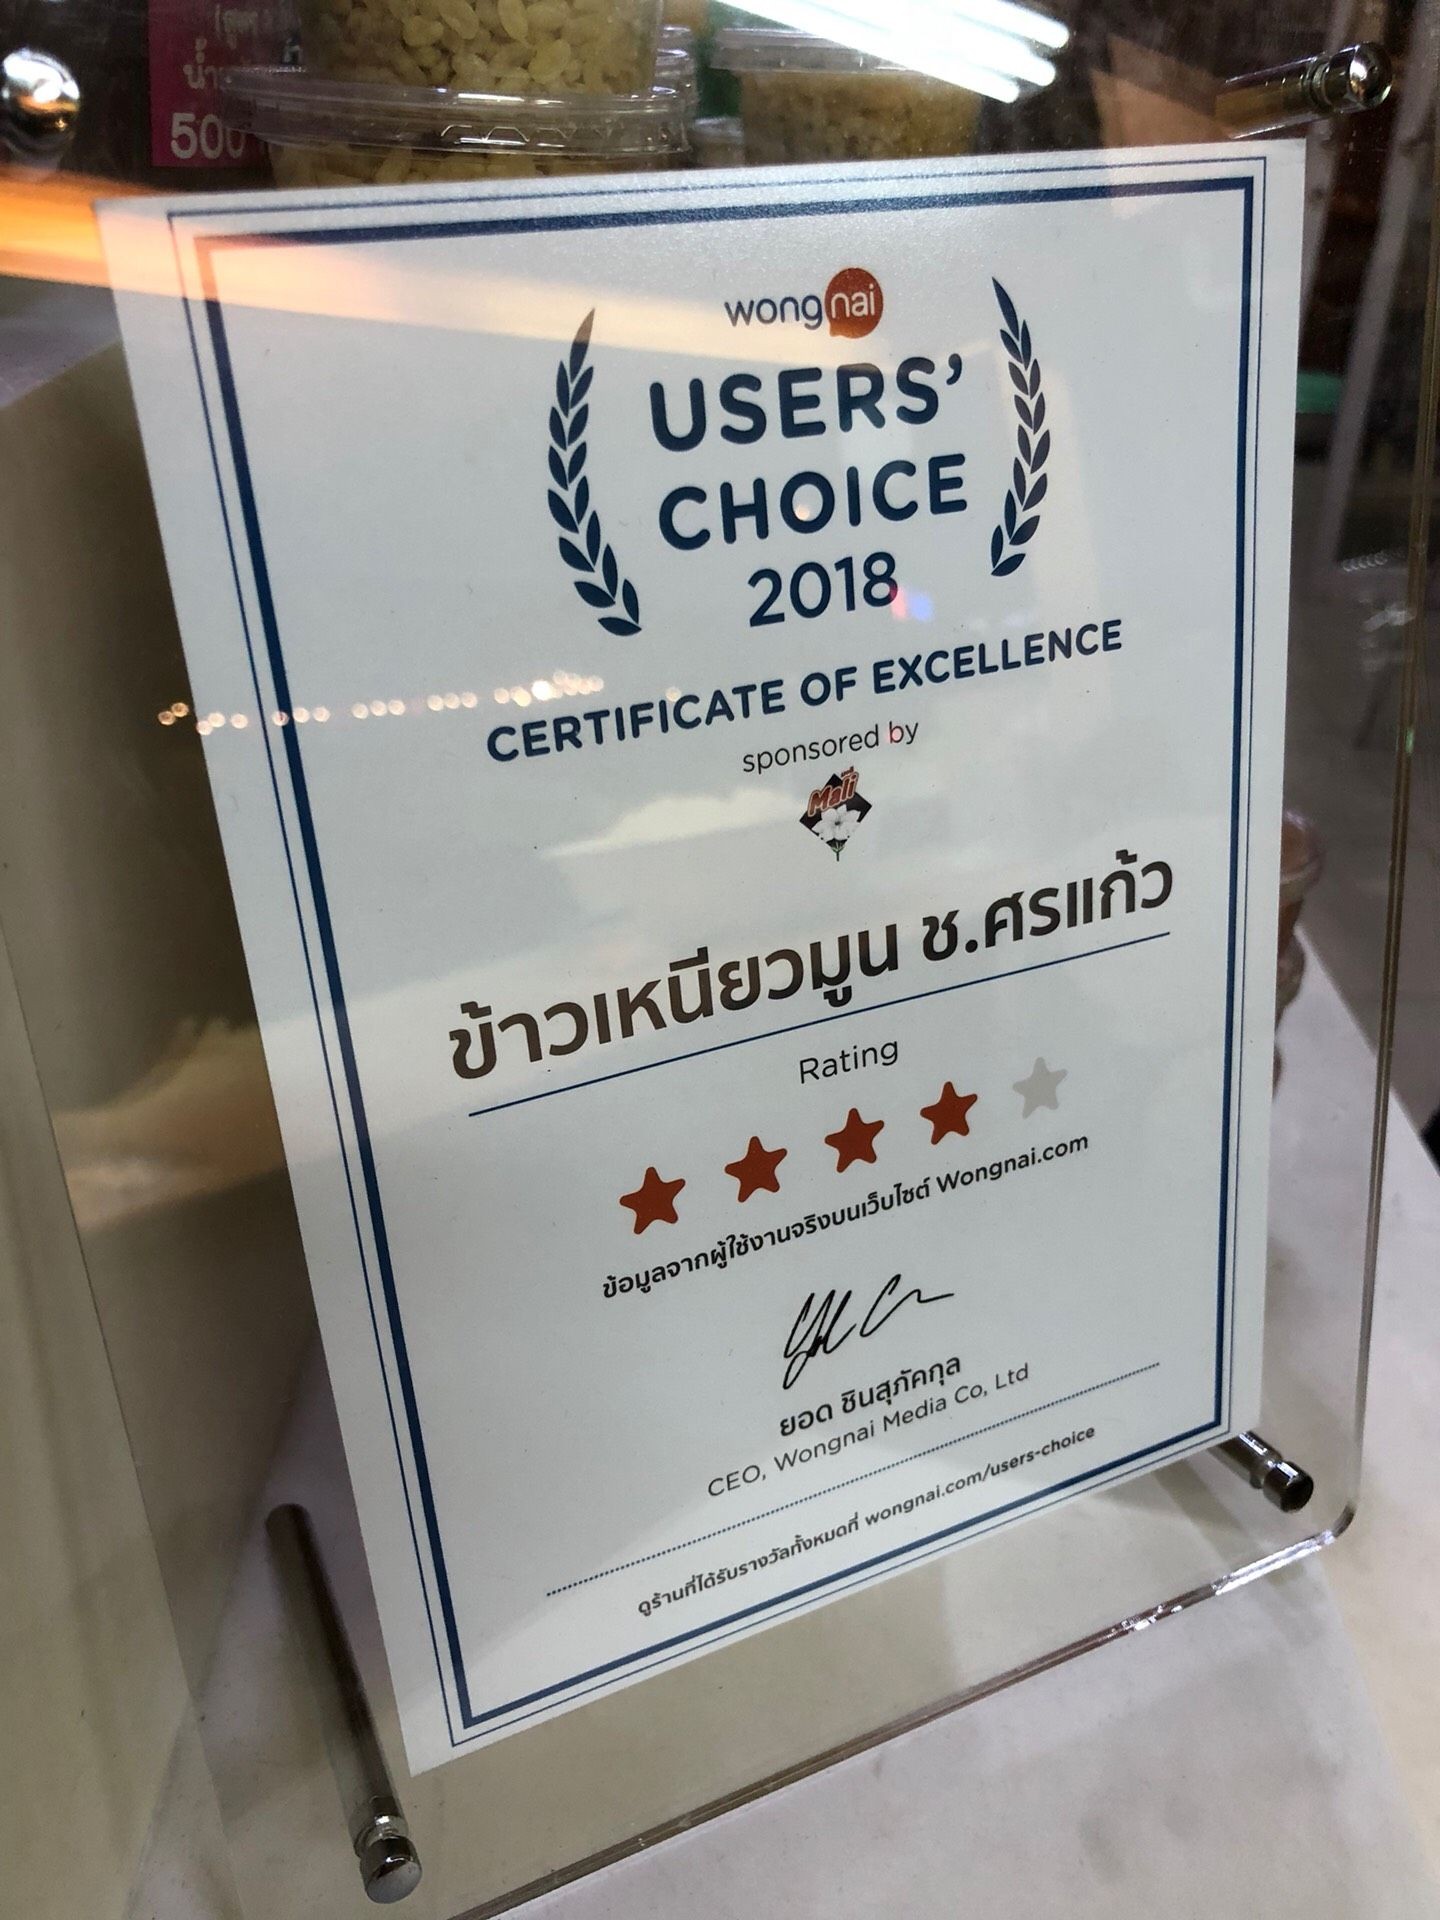 500
wongnai
USERS'
CHOICE
2018
CERTIFICATE OF EXCELLENCE
sponsored by
Mali
ข้าวเหนียวมูน ช.ศรแก้ว
Rating
ข้อมูลจากผู้ใช้งานจริงบนเว็บไซต์ Wongnai.com
ยอด ชินสุภัคกุล
CEO, Wongnai Media Co, Ltd
ดูร้านที่ได้รับรางวัลทั้งหมดที่ wongnai.com/users-choice